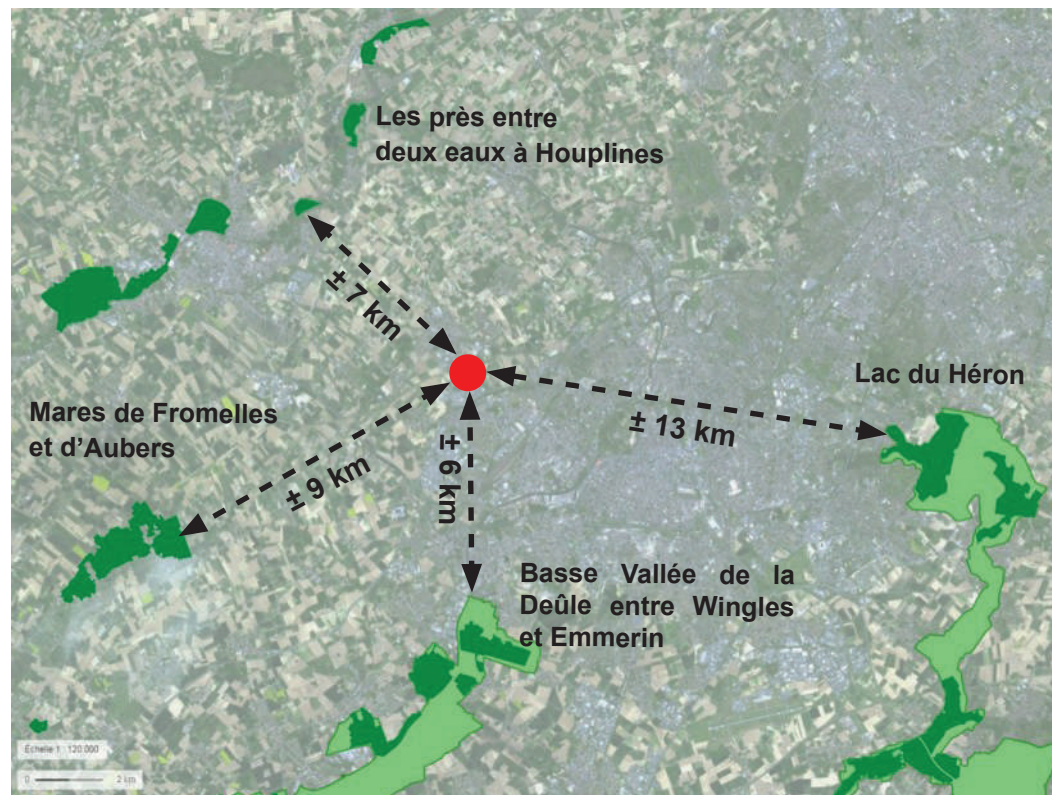 Les près entre
deux eaux à Houplines
± 7 km
Lac du Héron
± 13 km
Mares de Fromelles
et d’Aubers
± 9 km
± 6 km
Basse Vallée de la
Deûle entre Wingles
et Emmerin
Échelle 1 : 120 000
0 2 km